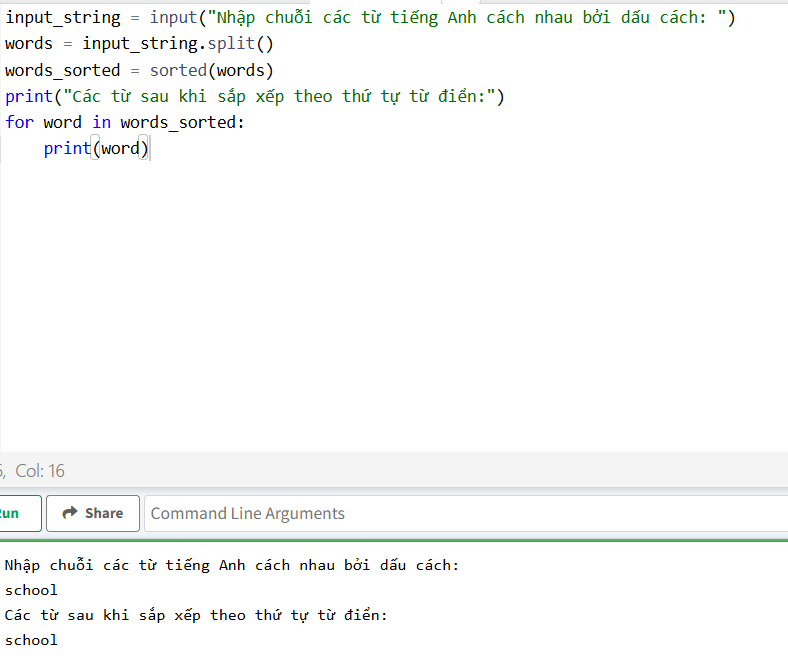 input_string = input("Nhập chuỗi các từ tiếng Anh cách nhau bởi dấu cách: ")
words = input_string.split()
words_sorted = sorted(words)
print("Các từ sau khi sắp xếp theo thứ tự từ điển:")
for word in words_sorted:
    print(word)
Col: 16
Share
Command Line Arguments
Nhập chuỗi các từ tiếng Anh cách nhau bởi dấu cách:
school
Các từ sau khi sắp xếp theo thứ tự từ điển:
school